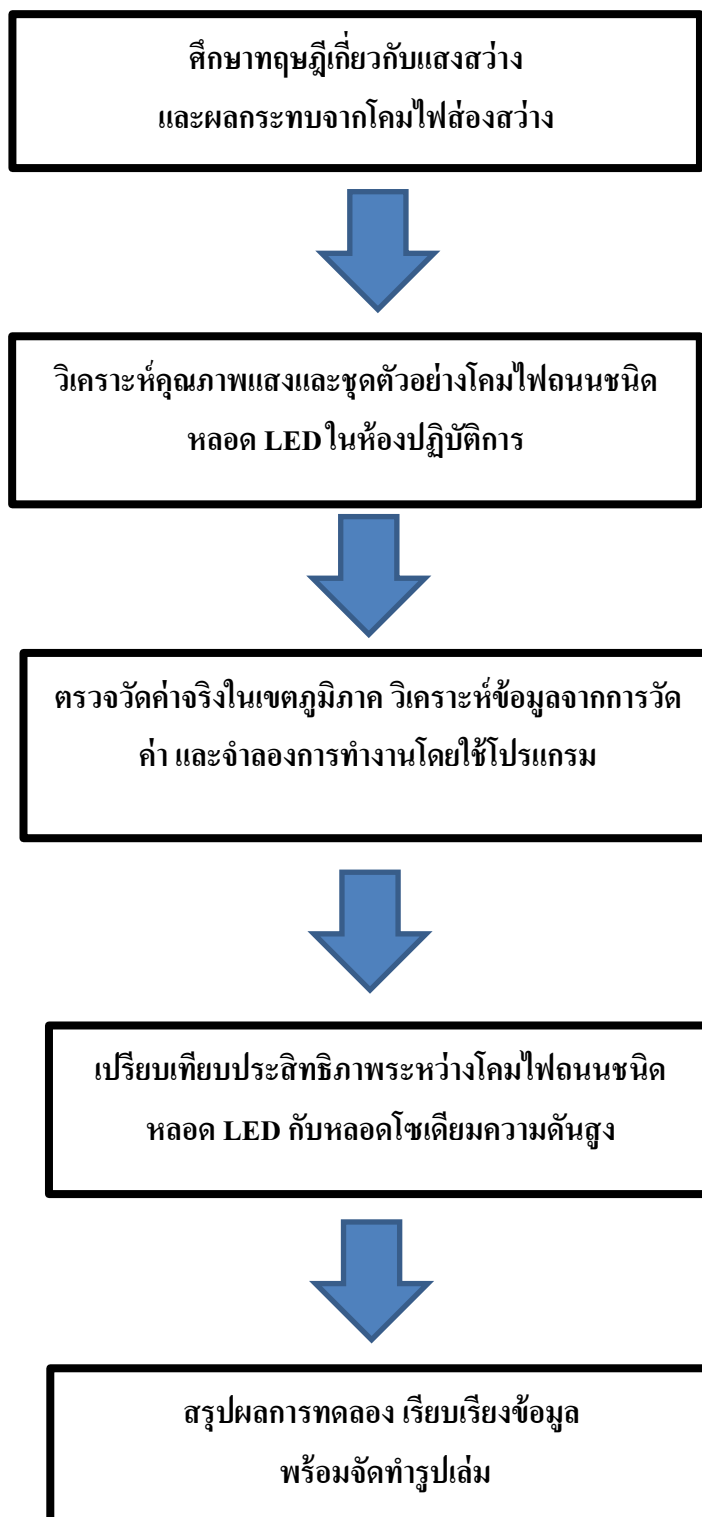 ศึกษาทฤษฎีเกี่ยวกับแสงสว่าง
และผลกระทบจากโคมไฟส่องสว่าง
วิเคราะห์คุณภาพแสงและชุดตัวอย่างโคมไฟถนนชนิด
หลอด LED ในห้องปฏิบัติการ
ตรวจวัดค่าจริงในเขตภูมิภาค วิเคราะห์ข้อมูลจากการวัด
ค่า และจำลองการทำงานโดยใช้โปรแกรม
เปรียบเทียบประสิทธิภาพระหว่างโคมไฟถนนชนิด
หลอด LED กับหลอดโซเดียมความดันสูง
สรุปผลการทดลอง เรียบเรียงข้อมูล
พร้อมจัดทำรูปเล่ม